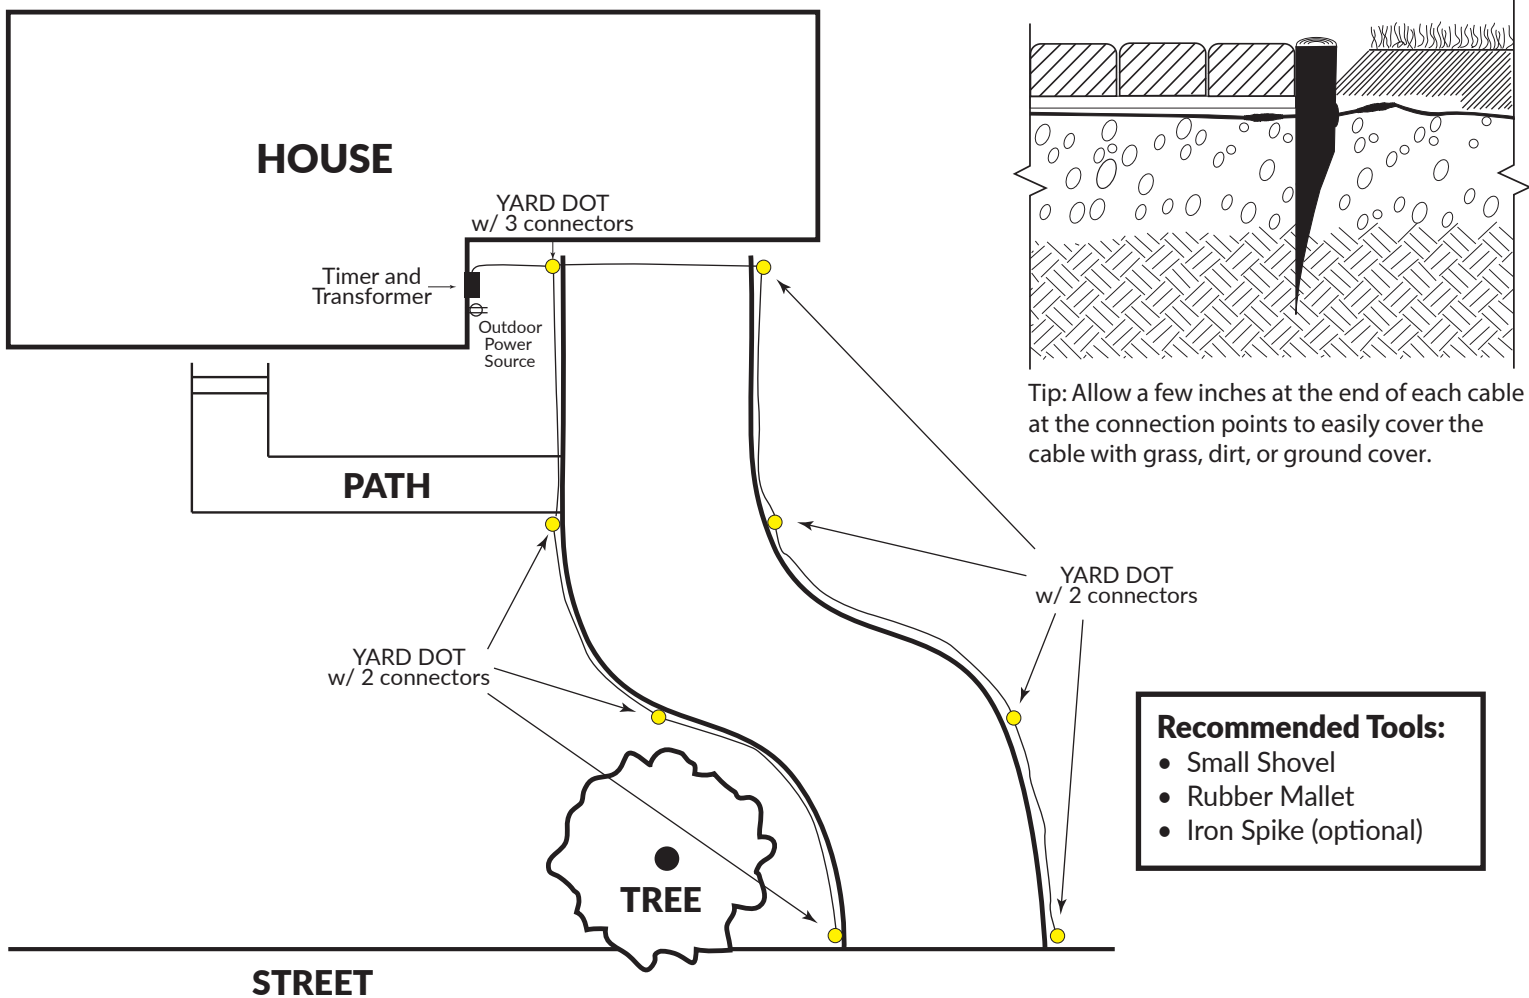 HOUSE
YARD DOT
w/ 3 connectors
Timer and
Transformer
Outdoor
Power
Source
PATH
Tip: Allow a few inches at the end of each cable
at the connection points to easily cover the
cable with grass, dirt, or ground cover.
YARD DOT
w/ 2 connectors
YARD DOT
w/ 2 connectors
Recommended Tools:
• Small Shovel
• Rubber Mallet
• Iron Spike (optional)
TREE
STREET